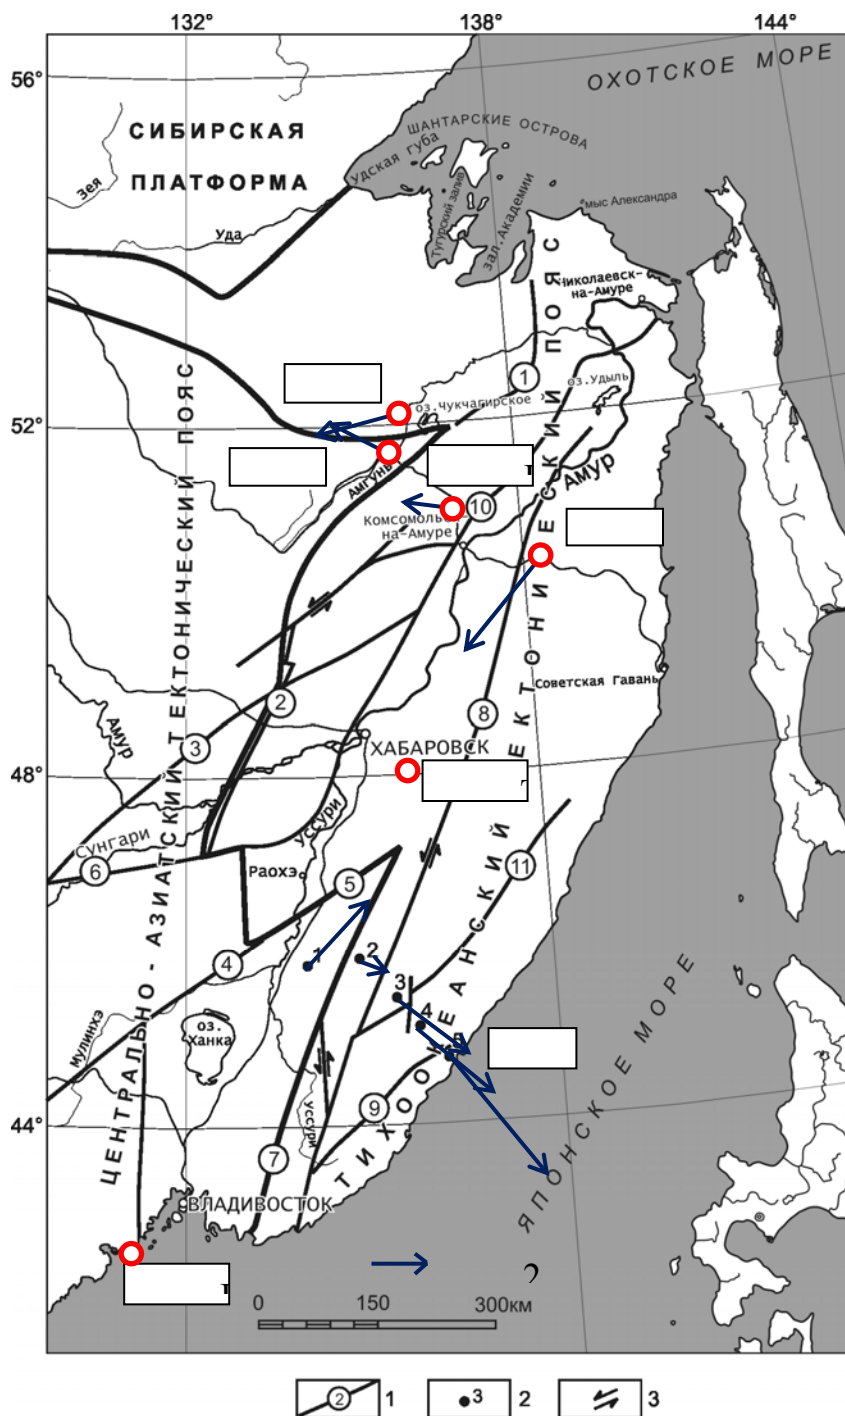 132°
138°
144°
56°
ОХОТСКОЕ МОРЕ
ШАНТАРСКИЕ ОСТРОВА
СИБИРСКАЯ
ПЛАТФОРМА
Удская губа
Зея
Тугурский залив
зал. Академии
мыс Александра
Уда
Николаевск-
на-Амуре
1
оз.Удыль
оз.Чукчагирское
52°
Амгунь
Амур
10
Комсомольск-
на-Амуре
Советская Гавань
2
8
3
ХАБАРОВСК
Амур
48°
Сунгари
Уссури
6
Раохэ
5
11
4
1
2
3
4
5
Мулинхэ
оз.
Ханка
44°
Уссури
9
7
ВЛАДИВОСТОК
ЦЕНТРАЛЬНО-АЗИАТСКИЙ ТЕКТОНИЧЕСКИЙ ПОЯС
ЯПОНСКОЕ МОРЕ
0
150
300км
2
1
3
2
3